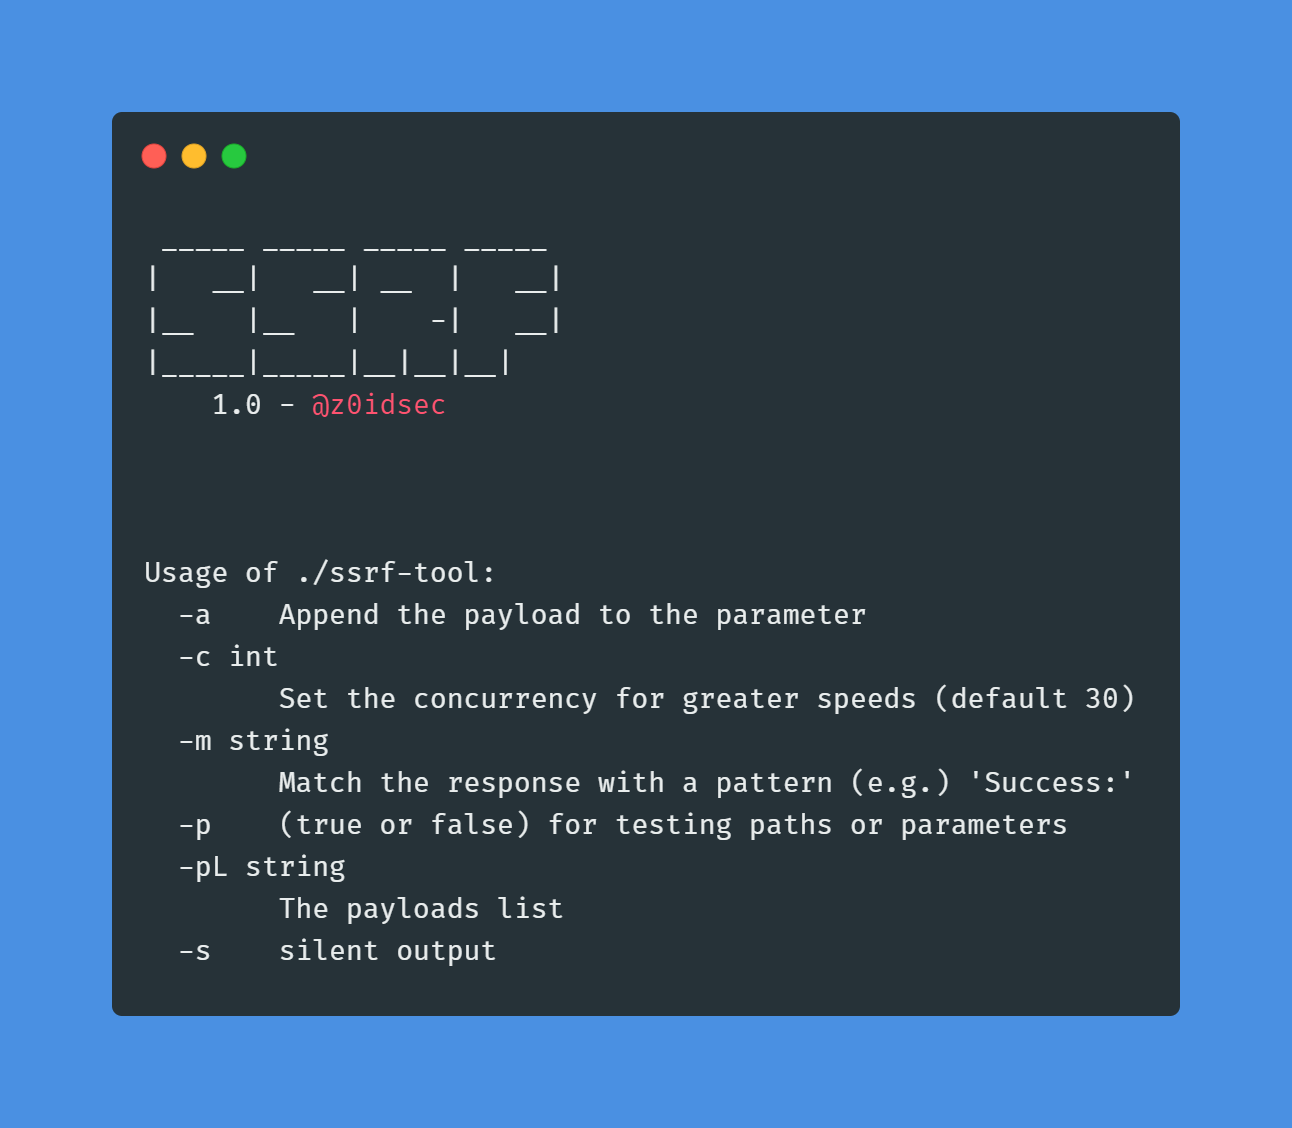 _____ _____ _____ _____
|   __|   __| __  |   __|
|__   |__   |    -|   __|
|_____|_____|__|__|__|
    1.0 - @z0idsec
Usage of ./ssrf-tool:
  -a    Append the payload to the parameter
  -c int
        Set the concurrency for greater speeds (default 30)
  -m string
        Match the response with a pattern (e.g.) 'Success:'
  -p    (true or false) for testing paths or parameters
  -pL string
        The payloads list
  -s    silent output